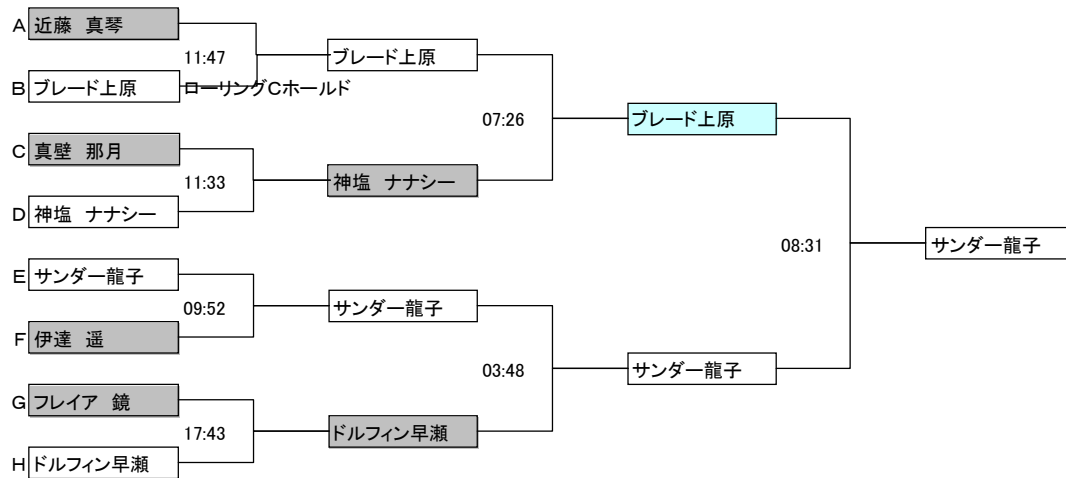 A 近藤　真琴
11:47
ブレード上原
B ブレード上原 ローリングCホールド
07:26
ブレード上原
C 真壁　那月
11:33
神塩　ナナシー
D 神塩　ナナシー
08:31
サンダー龍子
E サンダー龍子
09:52
サンダー龍子
F 伊達　遥
03:48
サンダー龍子
G フレイア　鏡
17:43
ドルフィン早瀬
H ドルフィン早瀬